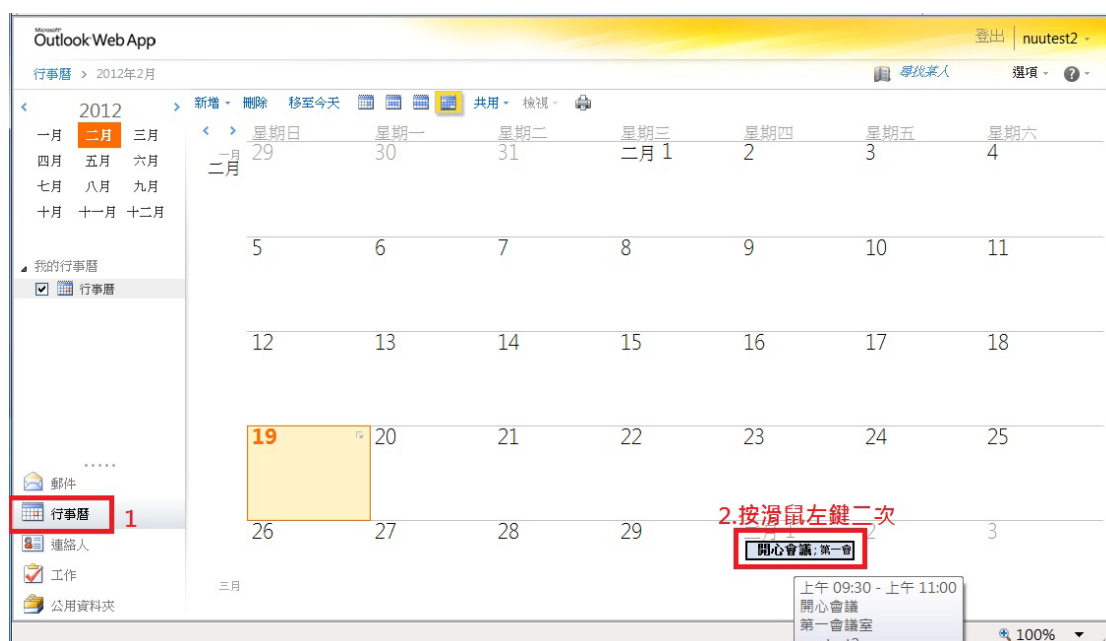 Microsoft®
Outlook Web App
登出 nuutest2
行事曆 > 2012年2月
尋找某人 選項
新增 刪除 移至今天 共用 檢視
2012
一月 二月 三月
四月 五月 六月
七月 八月 九月
十月 十一月 十二月
我的行事曆
行事曆
郵件
行事曆 1
連絡人
工作
公用資料夾
星期日 星期一 星期二 星期三 星期四 星期五 星期六
一月
二月
29 30 31 二月 1 2 3 4
5 6 7 8 9 10 11
12 13 14 15 16 17 18
19 20 21 22 23 24 25
2.按滑鼠左鍵二次
26 27 28 29 三月 1 2 3
開心會議; 第一會
三月
上午 09:30 - 上午 11:00
開心會議
第一會議室
100%